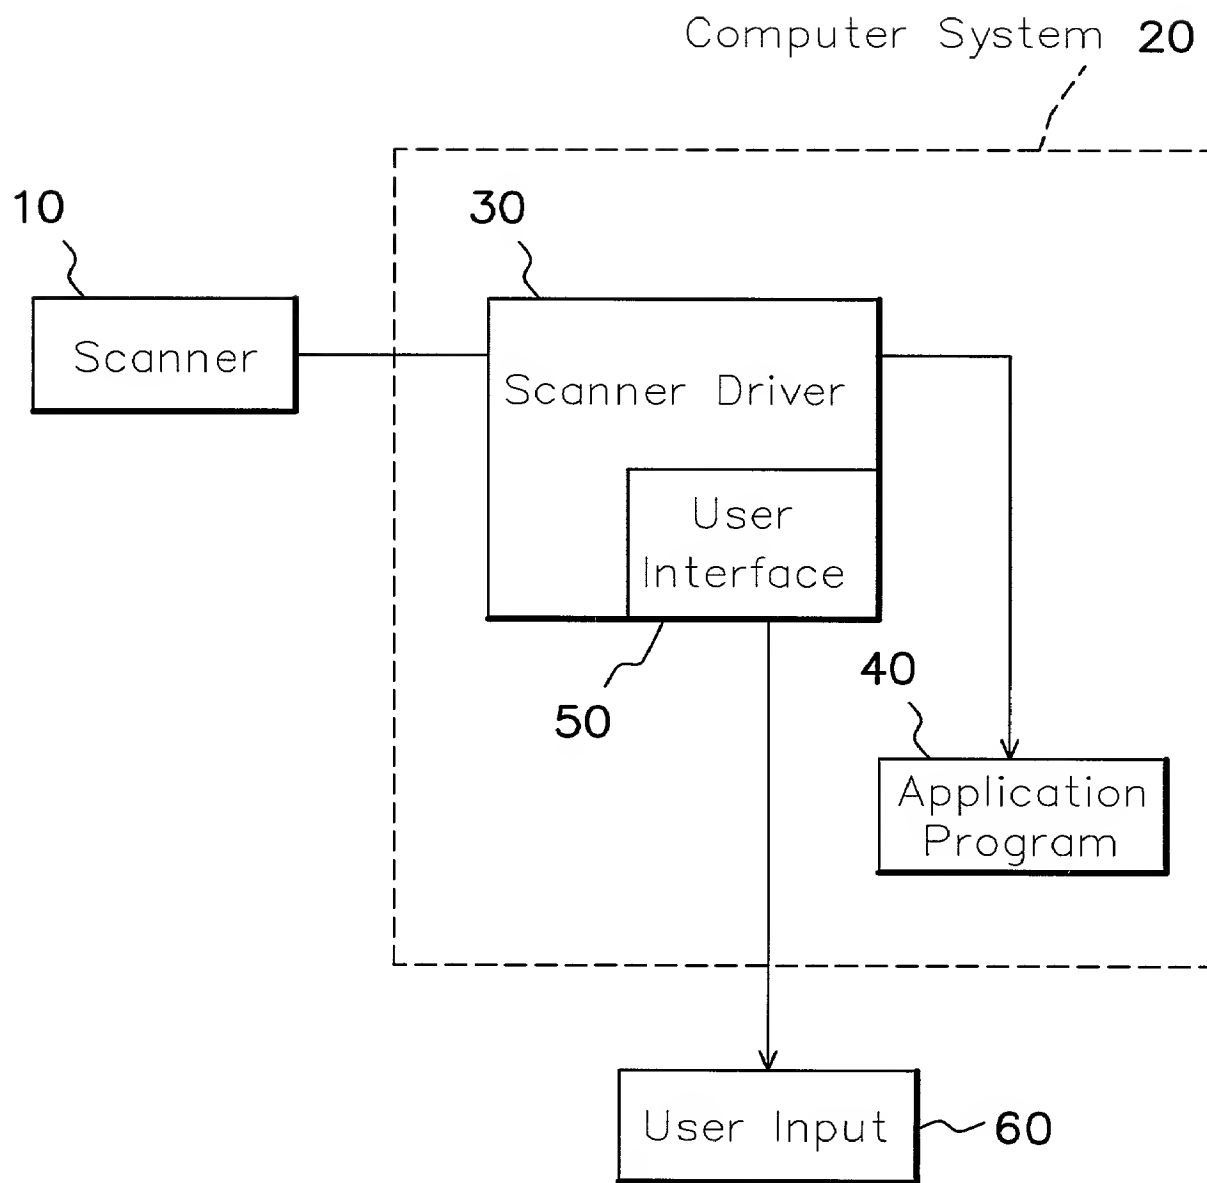 Computer System 20
10
30
Scanner
Scanner Driver
User
Interface
50
40
Application
Program
User Input
60